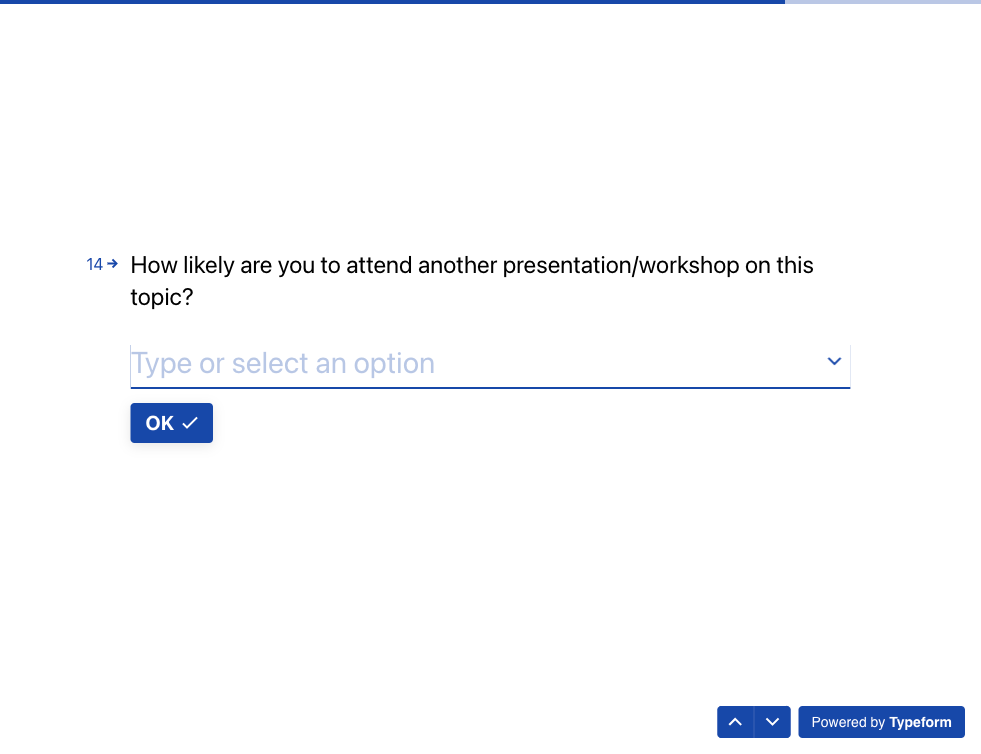 14 How likely are you to attend another presentation/workshop on this
topic?
Type or select an option
OK
Powered by Typeform